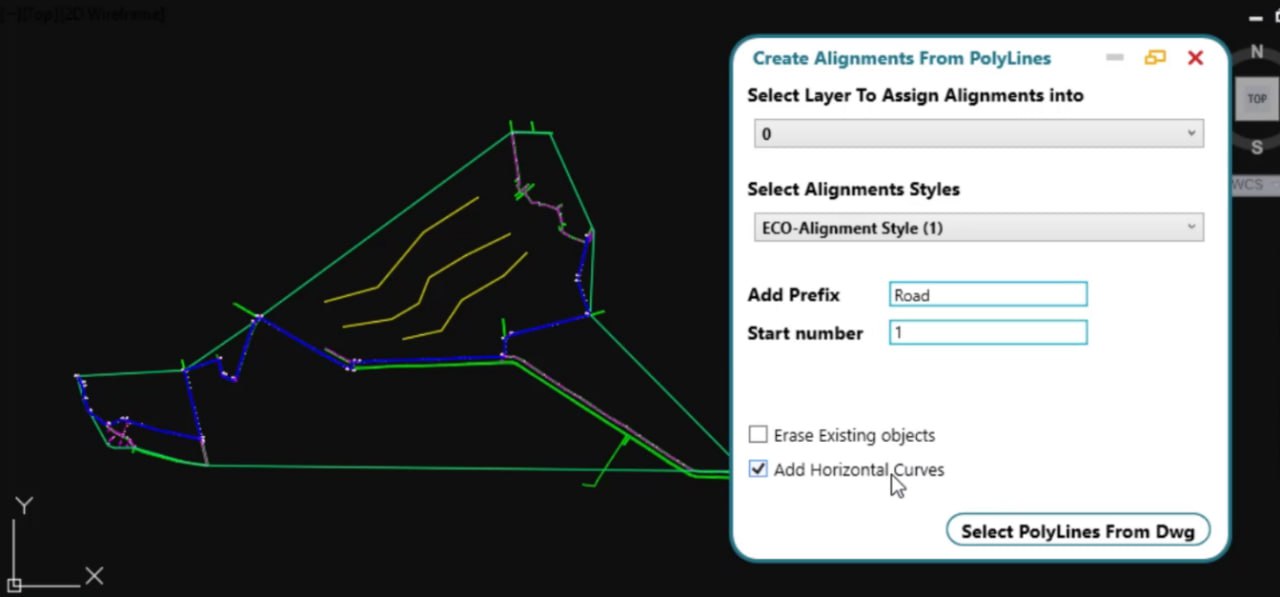 [−][Top][2D Wireframe]
Create Alignments From PolyLines
N
Select Layer To Assign Alignments into
TOP
0
S
WCS
Select Alignments Styles
ECO-Alignment Style (1)
Add Prefix
Road
Start number
1
Erase Existing objects
Add Horizontal Curves
Select PolyLines From Dwg
Y
X